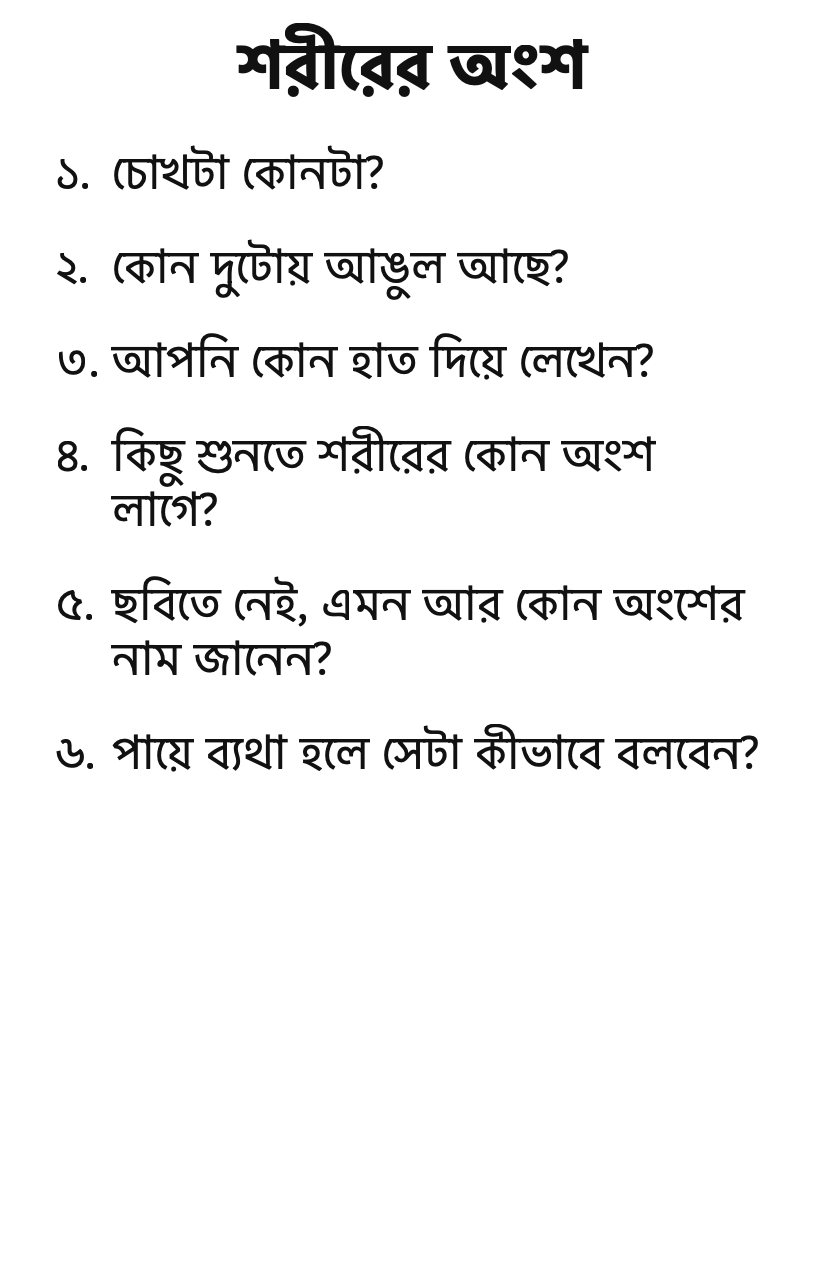 শরীরের অংশ
১. চোখটা কোনটা?
২. কোন দুটোয় আঙুল আছে?
৩. আপনি কোন হাত দিয়ে লেখেন?
৪. কিছু শুনতে শরীরের কোন অংশ
লাগে?
৫. ছবিতে নেই, এমন আর কোন অংশের
নাম জানেন?
৬. পায়ে ব্যথা হলে সেটা কীভাবে বলবেন?